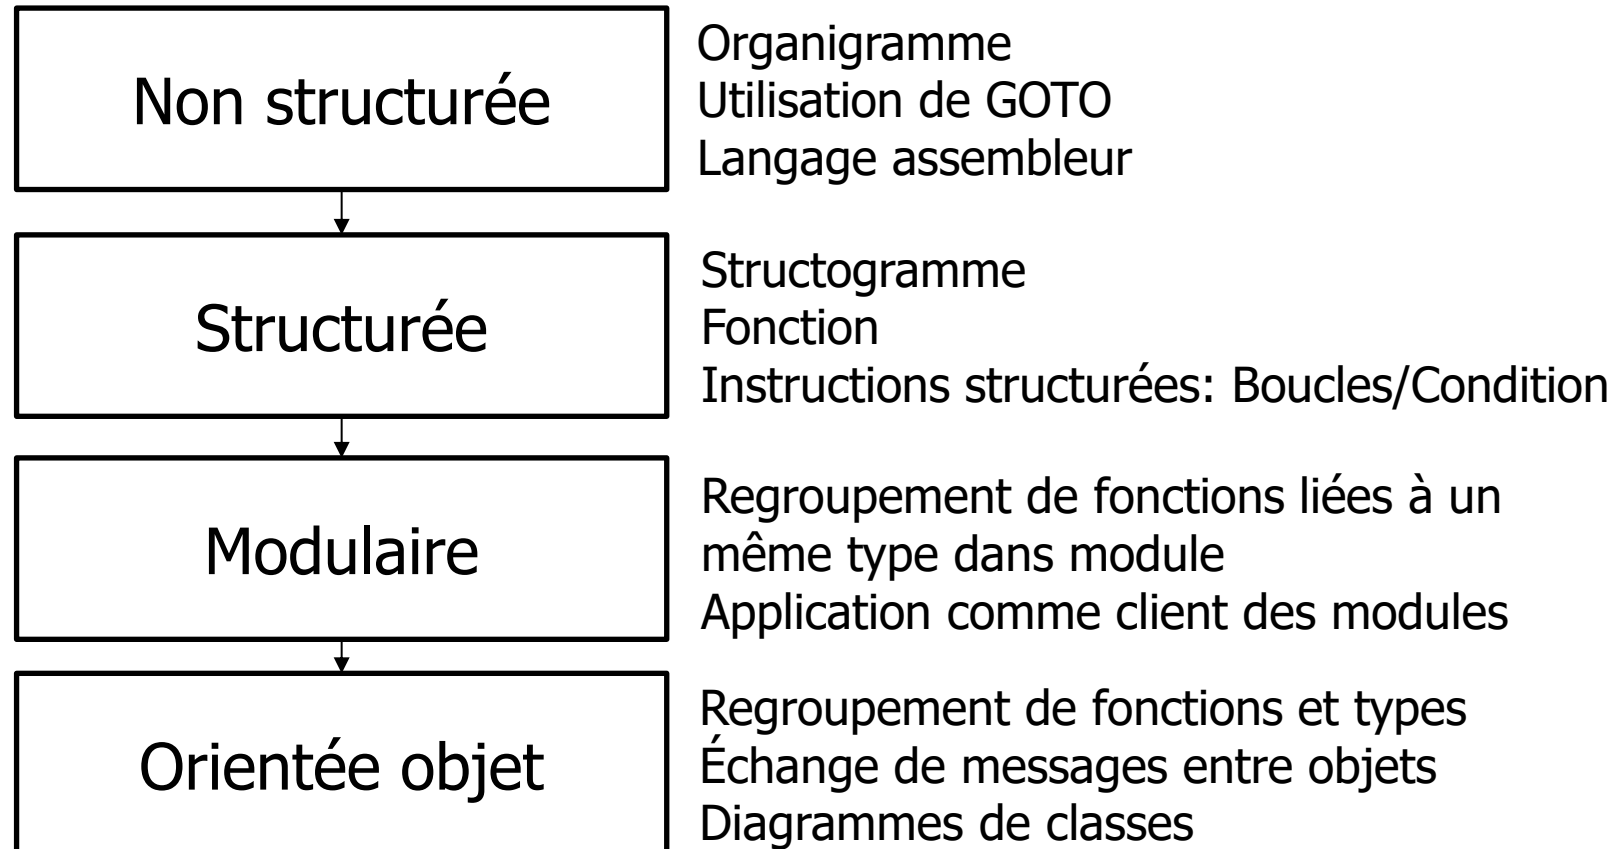 Non structurée
Organigramme
Utilisation de GOTO
Langage assembleur
Structurée
Structogramme
Fonction
Instructions structurées: Boucles/Condition
Modulaire
Regroupement de fonctions liées à un
même type dans module
Application comme client des modules
Orientée objet
Regroupement de fonctions et types
Échange de messages entre objets
Diagrammes de classes